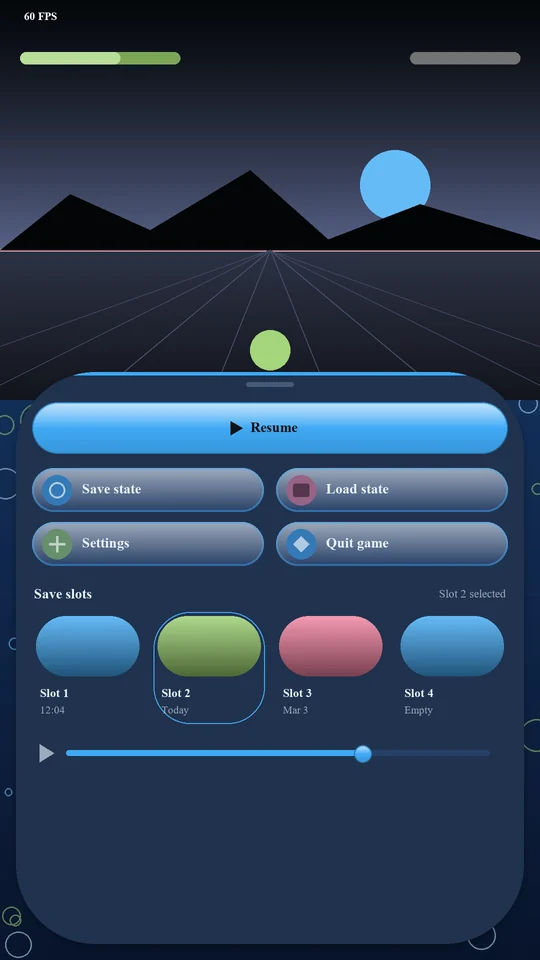 60 FPS
Resume
Save state
Load state
Settings
Quit game
Save slots
Slot 2 selected
Slot 1
Slot 2
Slot 3
Slot 4
12:04
Today
Mar 3
Empty